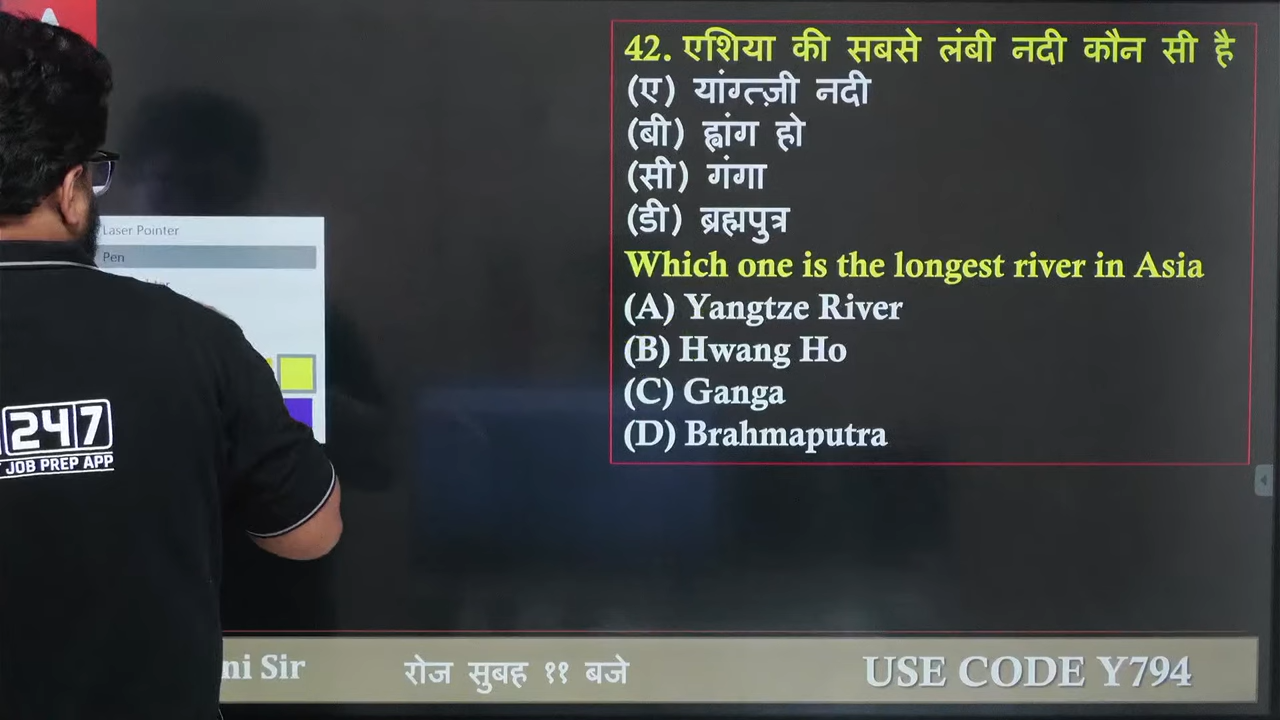 42. एशिया की सबसे लंबी नदी कौन सी है
(ए) यांग्त्ज़ी नदी
(बी) ह्वांग हो
(सी) गंगा
(डी) ब्रह्मपुत्र
Which one is the longest river in Asia
(A) Yangtze River
(B) Hwang Ho
(C) Ganga
(D) Brahmaputra
Laser Pointer
Pen
247
JOB PREP APP
Sir
रोज सुबह ११ बजे
USE CODE Y794